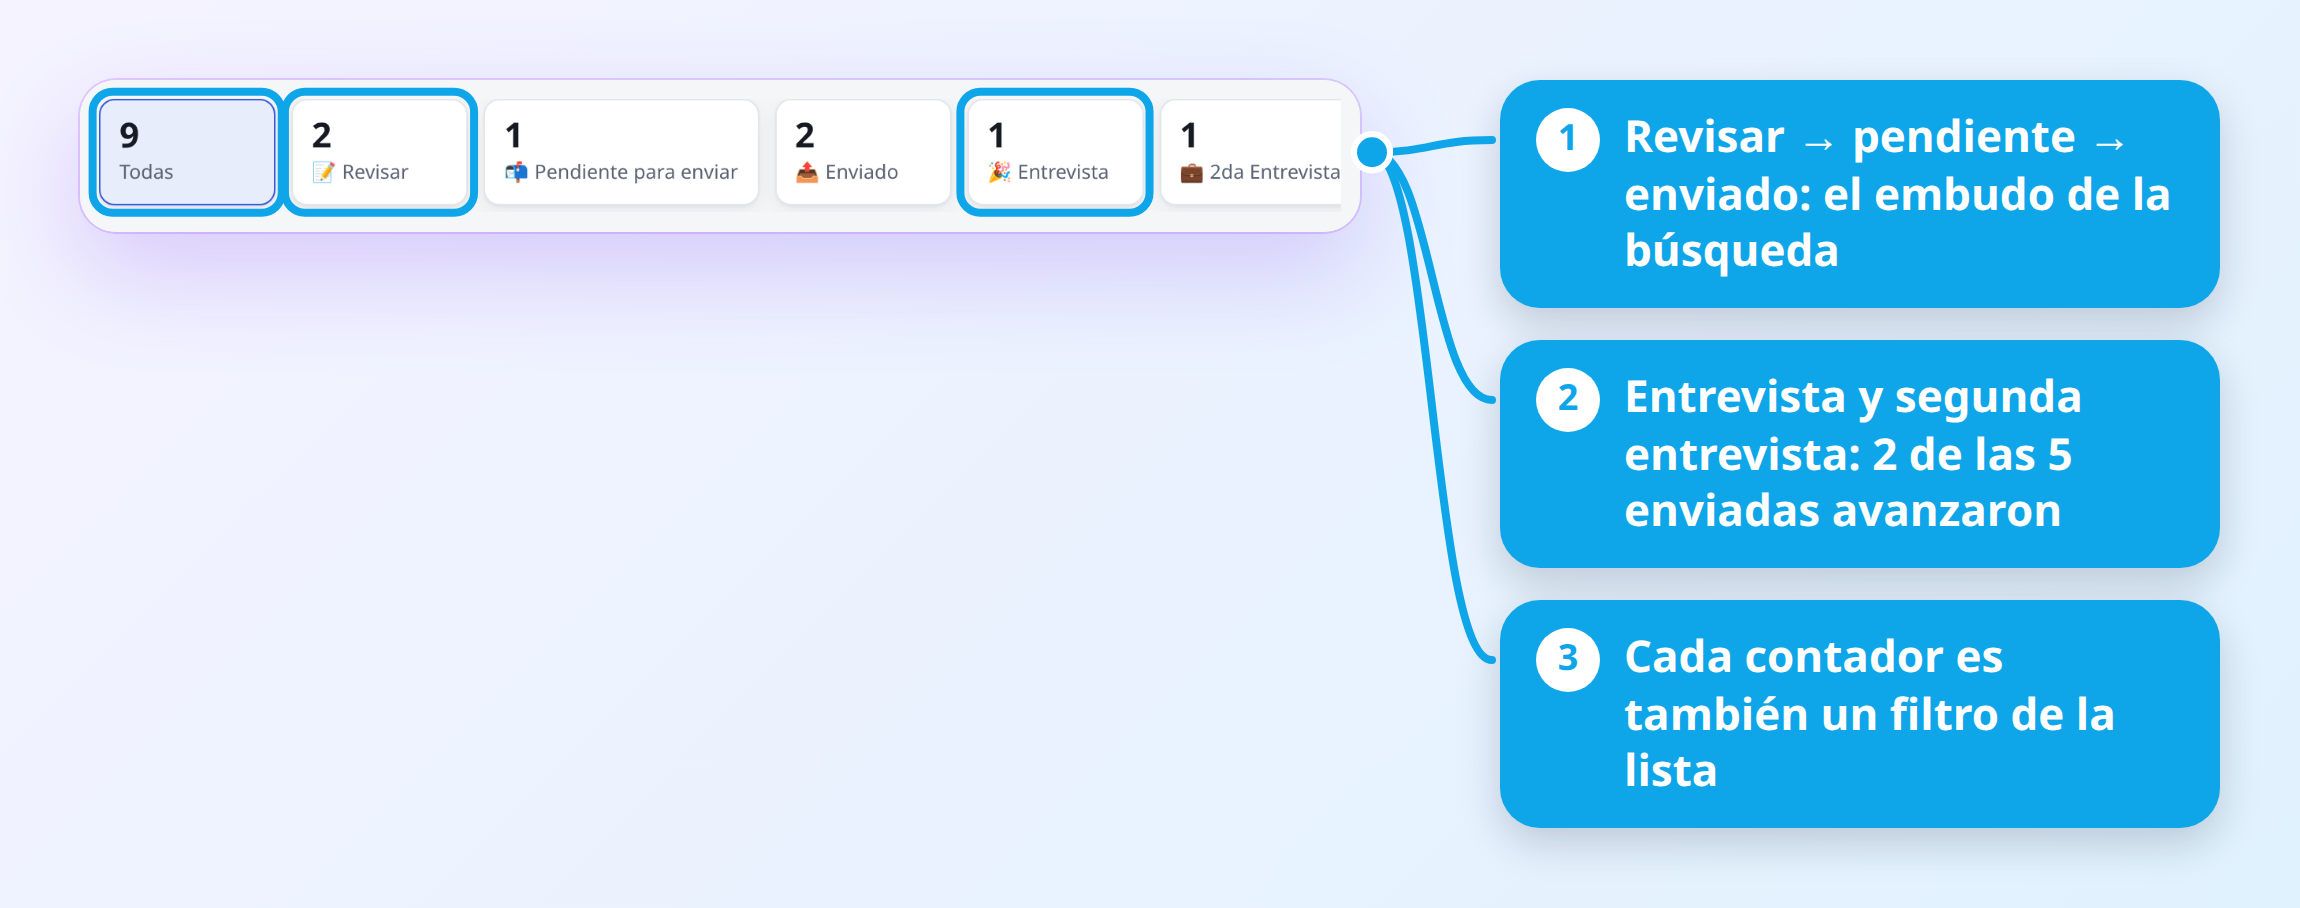 9
Todas
2
📝 Revisar
1
📬 Pendiente para enviar
2
📤 Enviado
1
🎉 Entrevista
1
💼 2da Entrevista
1
Revisar → pendiente →
enviado: el embudo de la
búsqueda
2
Entrevista y segunda
entrevista: 2 de las 5
enviadas avanzaron
3
Cada contador es
también un filtro de la
lista